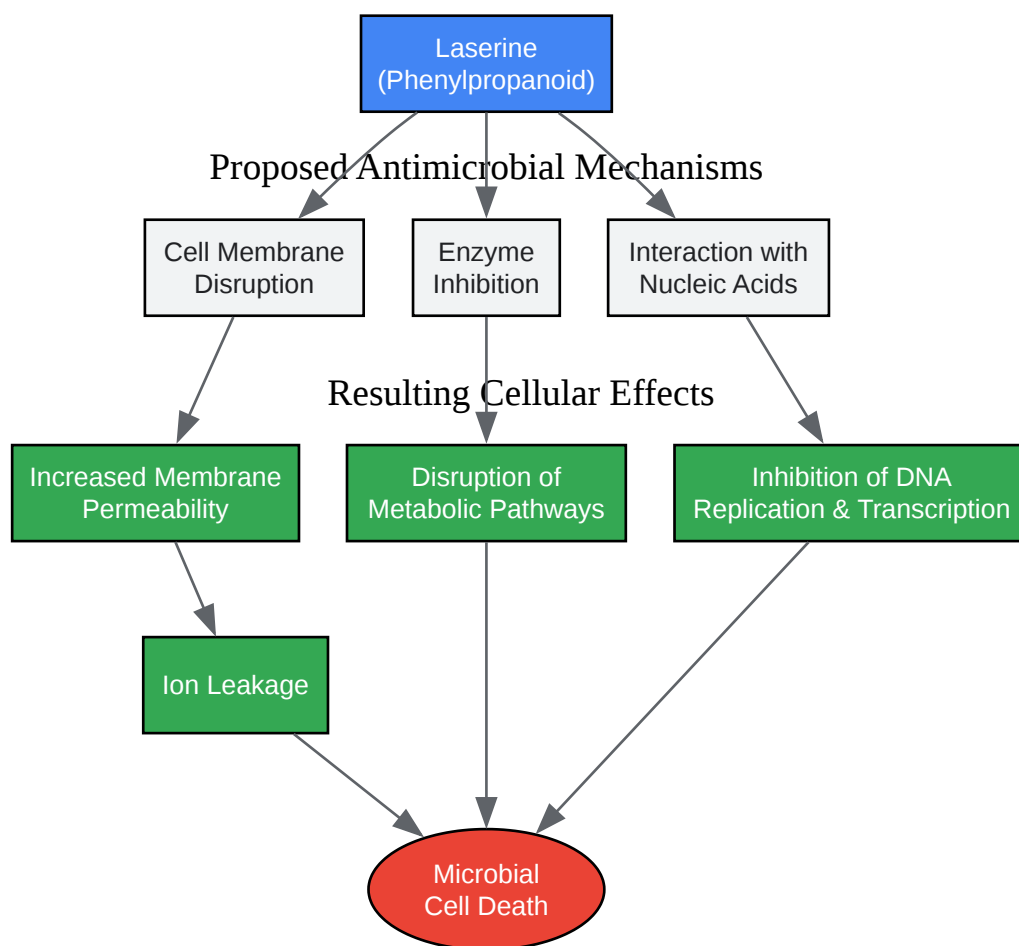 Laserine
(Phenylpropanoid)
Proposed Antimicrobial Mechanisms
Cell Membrane
Disruption
Enzyme
Inhibition
Interaction with
Nucleic Acids
Resulting Cellular Effects
Increased Membrane
Permeability
Disruption of
Metabolic Pathways
Inhibition of DNA
Replication & Transcription
Ion Leakage
Microbial
Cell Death